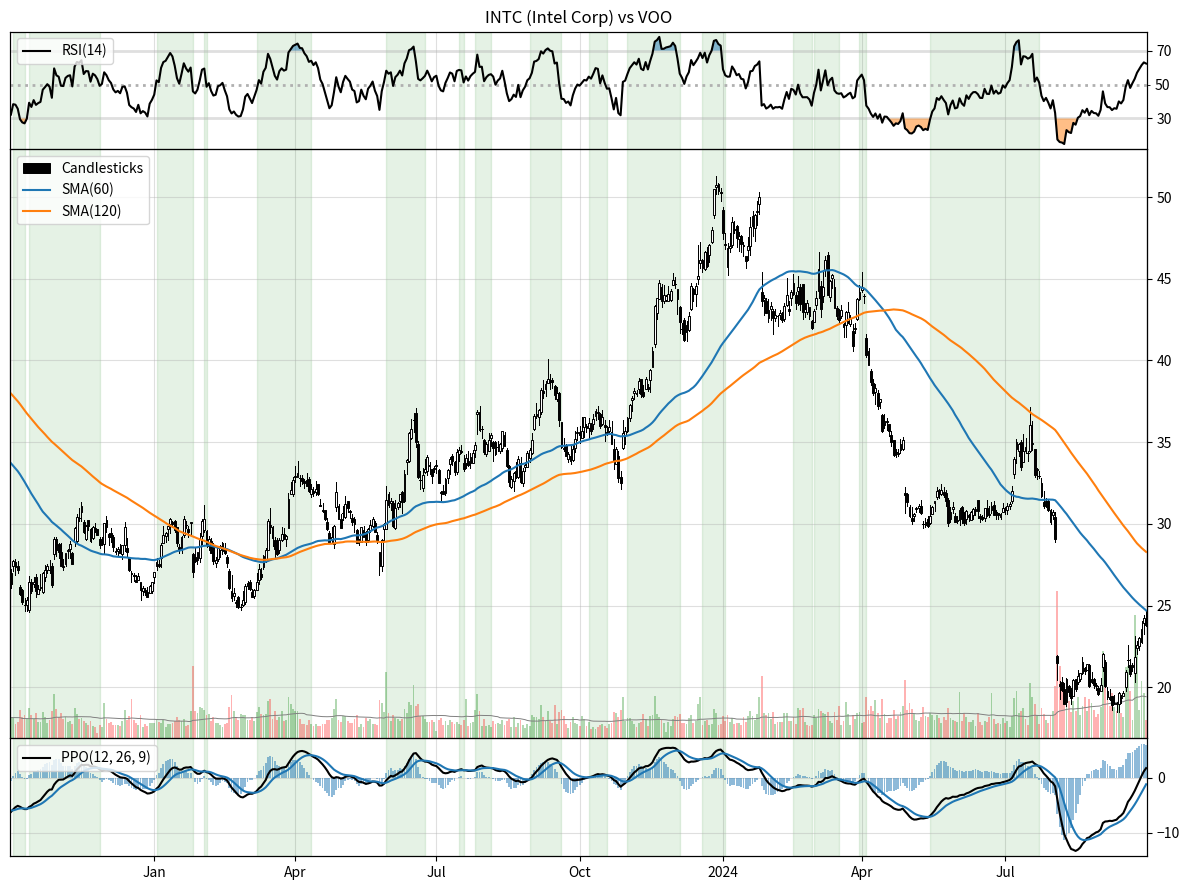 INTC (Intel Corp) vs VOO
RSI(14)
70
50
30
Candlesticks
SMA(60)
SMA(120)
50
45
40
35
30
25
20
PPO(12, 26, 9)
0
−10
Jan Apr Jul Oct 2024 Apr Jul